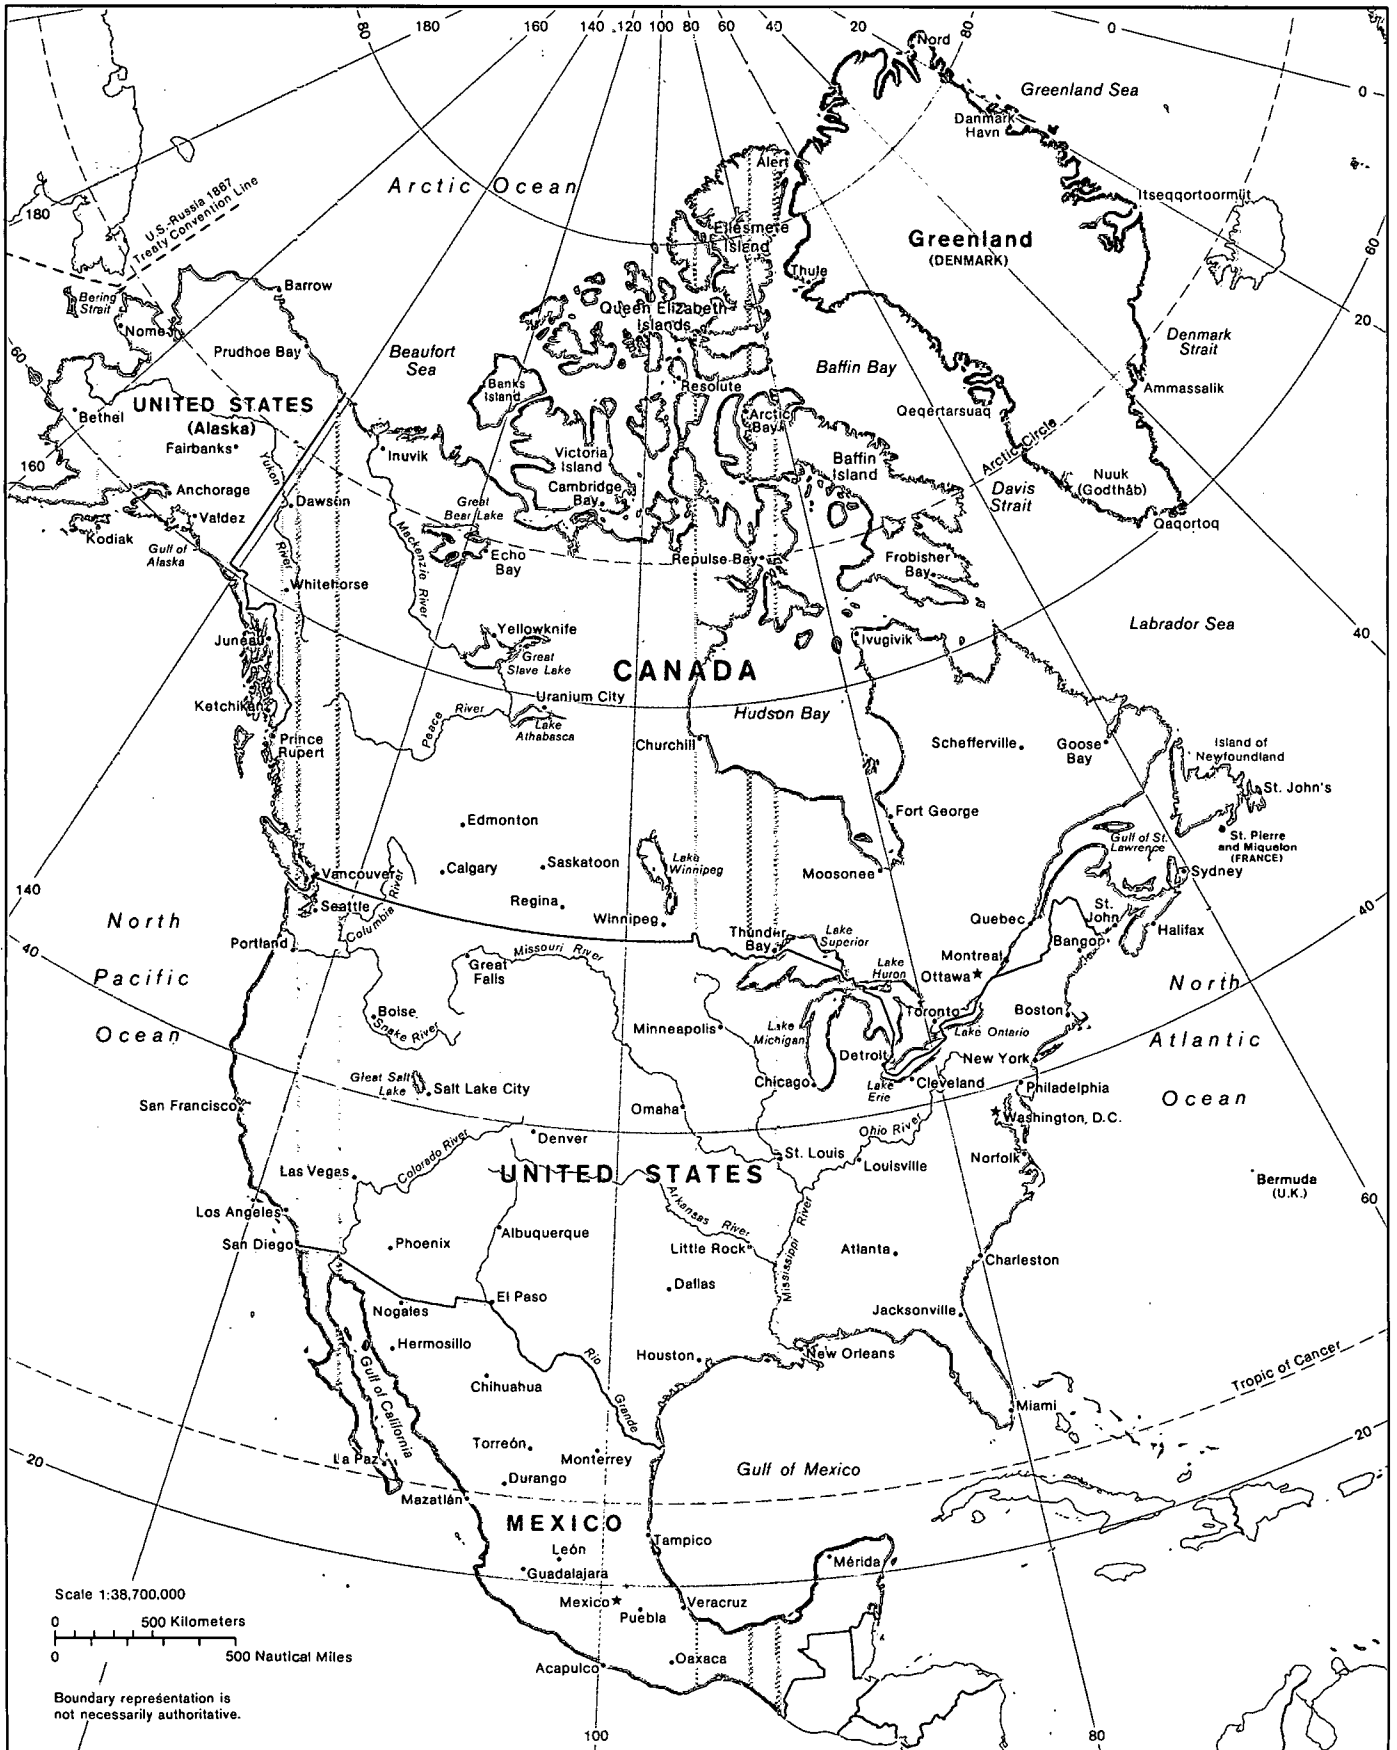 80
180
160
140
120
100
80
60
40
20
80
0
Nord
Greenland Sea
0
Danmark
Havn
Alert
Arctic Ocean
Itseqqortoormiit
180
U.S.-Russia 1867
Treaty Convention Line
Ellesmere
Island
Greenland
(DENMARK)
60
Thule
Barrow
Bering
Strait
Nome
Queen Elizabeth
Islands
20
Denmark
Strait
Prudhoe Bay
Beaufort
Sea
Baffin Bay
60
Banks
Island
Resolute
Ammassalik
UNITED STATES
(Alaska)
Bethel
Arctic
Bay
Qeqertarsuaq
Fairbanks
Inuvik
Victoria
Island
Baffin
Island
Arctic Circle
160
Yukon
River
Anchorage
Dawson
Cambridge
Bay
Nuuk
(Godthåb)
Davis
Strait
Great
Bear Lake
Valdez
Kodiak
Qaqortoq
Gulf of
Alaska
Mackenzie River
Echo
Bay
Repulse Bay
Frobisher
Bay
Whitehorse
Labrador Sea
40
Juneau
Yellowknife
Great
Slave Lake
Ivugivik
CANADA
Uranium City
Ketchikan
Peace
River
Lake
Athabasca
Hudson Bay
Prince
Rupert
Churchill
Schefferville
Goose
Bay
Island of
Newfoundland
St. John's
Edmonton
Fort George
St. Pierre
and Miquelon
(FRANCE)
Gulf of St.
Lawrence
Vancouver
Calgary
Saskatoon
Lake
Winnipeg
Moosonee
Sydney
140
Seattle
Columbia
River
Regina
Winnipeg
Quebec
St.
John
Halifax
40
North
Pacific
Ocean
Portland
Thunder
Bay
Lake
Superior
Bangor
Montreal
Ottawa
40
Great
Falls
Missouri River
Lake
Huron
North
Atlantic
Ocean
Boise
Snake River
Minneapolis
Lake
Michigan
Toronto
Lake Ontario
Boston
Detroit
New York
Great Salt
Lake
Salt Lake City
Chicago
Lake
Erie
Cleveland
Philadelphia
San Francisco
Omaha
Washington, D.C.
Denver
Ohio River
Colorado River
Las Vegas
UNITED STATES
St. Louis
Louisville
Norfolk
Bermuda
(U.K.)
60
Los Angeles
Arkansas River
Mississippi River
San Diego
Phoenix
Albuquerque
Little Rock
Atlanta
Charleston
Dallas
Nogales
El Paso
Jacksonville
Hermosillo
Rio
Grande
Houston
New Orleans
Gulf of California
Chihuahua
Tropic of Cancer
Miami
20
La Paz
Torreón
Monterrey
Durango
Gulf of Mexico
20
Mazatlán
MEXICO
Tampico
León
Guadalajara
Mérida
Scale 1:38,700,000
Mexico
Puebla
Veracruz
0
500 Kilometers
0
500 Nautical Miles
Acapulco
Oaxaca
Boundary representation is
not necessarily authoritative.
100
80